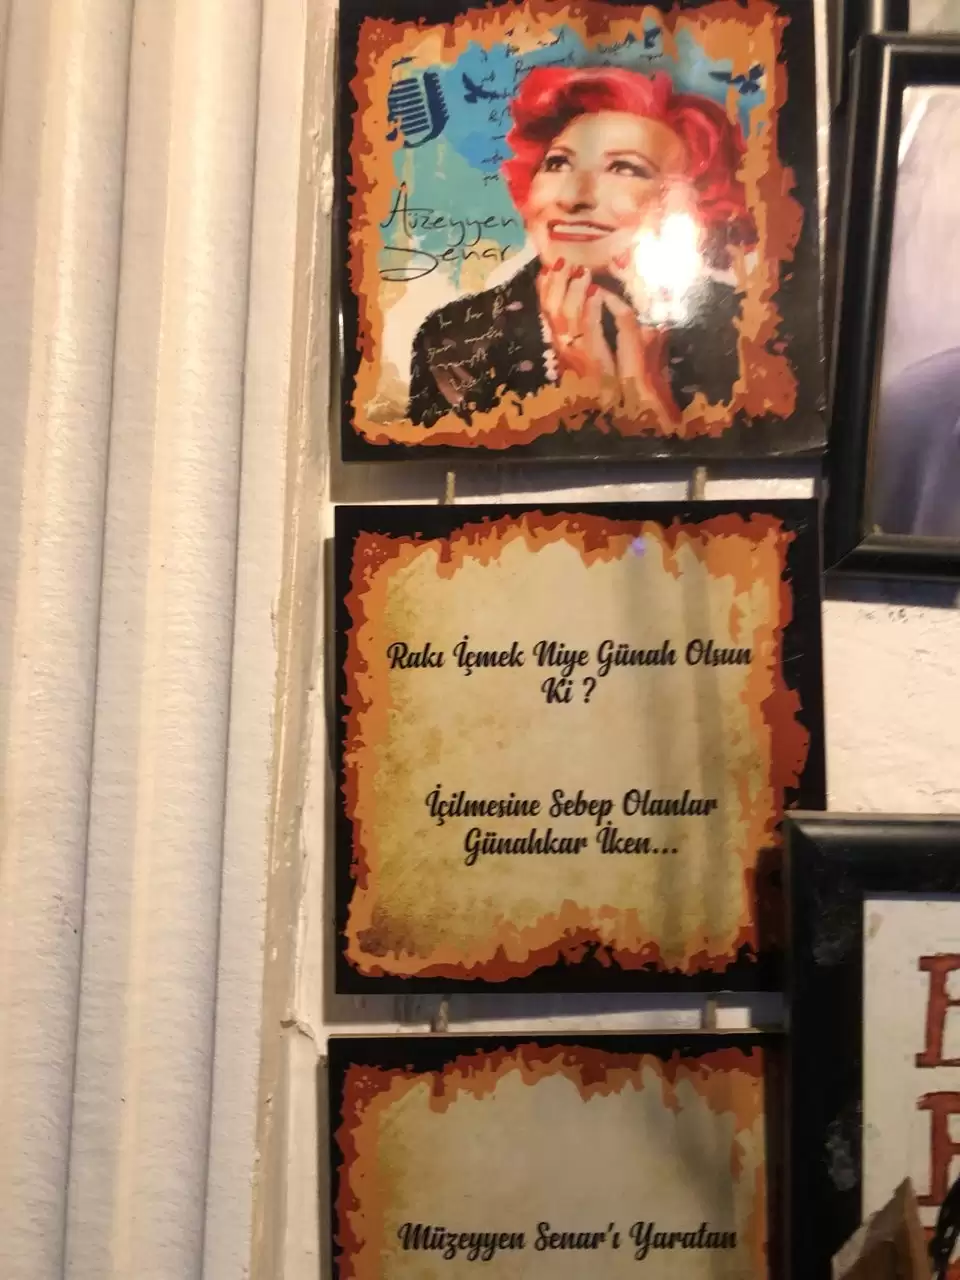 Müzeyyen
Senar
Rakı İçmek Niye Günah Olsun
Ki ?
İçilmesine Sebep Olanlar
Günahkar İken...
Müzeyyen Senar'ı Yaratan